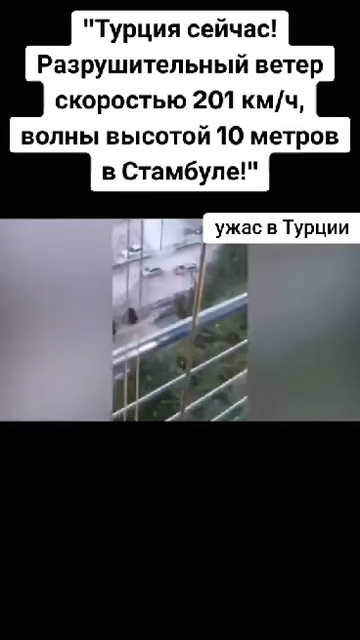 "Турция сейчас!
Разрушительный ветер
скоростью 201 км/ч,
волны высотой 10 метров
в Стамбуле!"
ужас в Турции